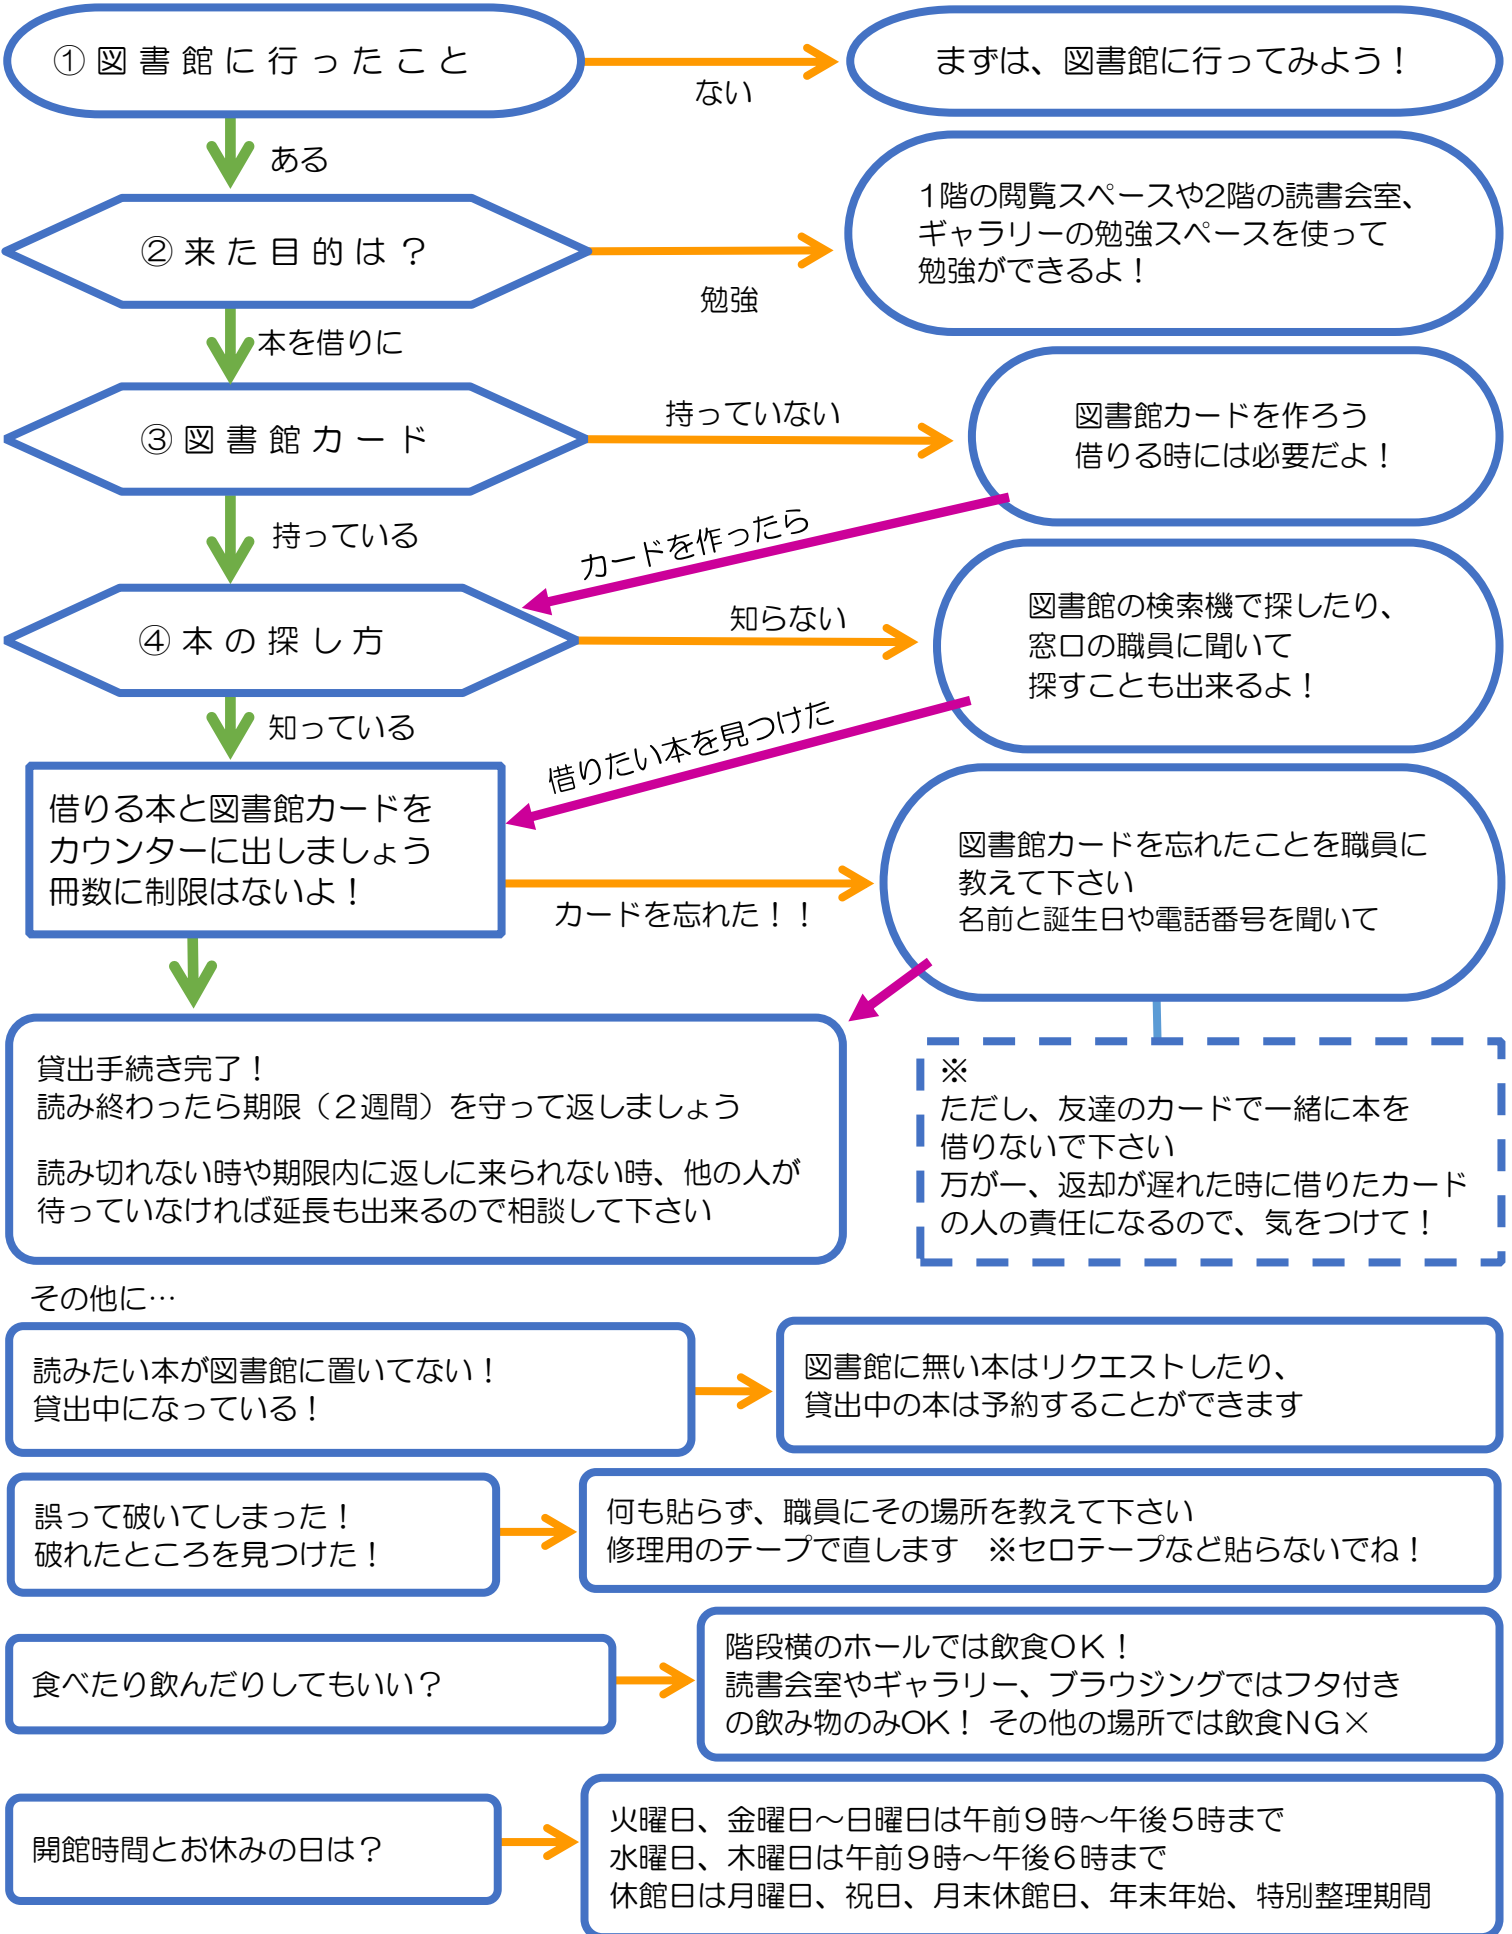 ①図書館に行ったこと
ない
まずは、図書館に行ってみよう！
ある
②来た目的は？
勉強
1階の閲覧スペースや2階の読書会室、
ギャラリーの勉強スペースを使って
勉強ができるよ！
本を借りに
③図書館カード
持っていない
図書館カードを作ろう
借りる時には必要だよ！
持っている
カードを作ったら
④本の探し方
知らない
図書館の検索機で探したり、
窓口の職員に聞いて
探すことも出来るよ！
知っている
借りたい本を見つけた
借りる本と図書館カードを
カウンターに出しましょう
冊数に制限はないよ！
カードを忘れた！！
図書館カードを忘れたことを職員に
教えて下さい
名前と誕生日や電話番号を聞いて
貸出手続き完了！
読み終わったら期限（２週間）を守って返しましょう
読み切れない時や期限内に返しに来られない時、他の人が
待っていなければ延長も出来るので相談して下さい
※
ただし、友達のカードで一緒に本を
借りないで下さい
万が一、返却が遅れた時に借りたカード
の人の責任になるので、気をつけて！
その他に…
読みたい本が図書館に置いてない！
貸出中になっている！
図書館に無い本はリクエストしたり、
貸出中の本は予約することができます
誤って破いてしまった！
破れたところを見つけた！
何も貼らず、職員にその場所を教えて下さい
修理用のテープで直します　※セロテープなど貼らないでね！
食べたり飲んだりしてもいい？
階段横のホールでは飲食ＯＫ！
読書会室やギャラリー、ブラウジングではフタ付き
の飲み物のみOK！ その他の場所では飲食ＮＧ×
開館時間とお休みの日は？
火曜日、金曜日～日曜日は午前９時～午後５時まで
水曜日、木曜日は午前９時～午後６時まで
休館日は月曜日、祝日、月末休館日、年末年始、特別整理期間